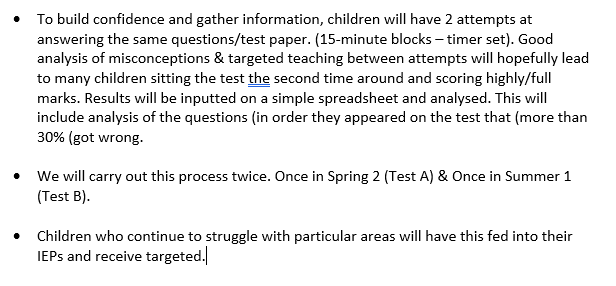 • To build confidence and gather information, children will have 2 attempts at
answering the same questions/test paper. (15-minute blocks – timer set). Good
analysis of misconceptions & targeted teaching between attempts will hopefully lead
to many children sitting the test the second time around and scoring highly/full
marks. Results will be inputted on a simple spreadsheet and analysed. This will
include analysis of the questions (in order they appeared on the test that (more than
30% (got wrong.
• We will carry out this process twice. Once in Spring 2 (Test A) & Once in Summer 1
(Test B).
• Children who continue to struggle with particular areas will have this fed into their
IEPs and receive targeted.